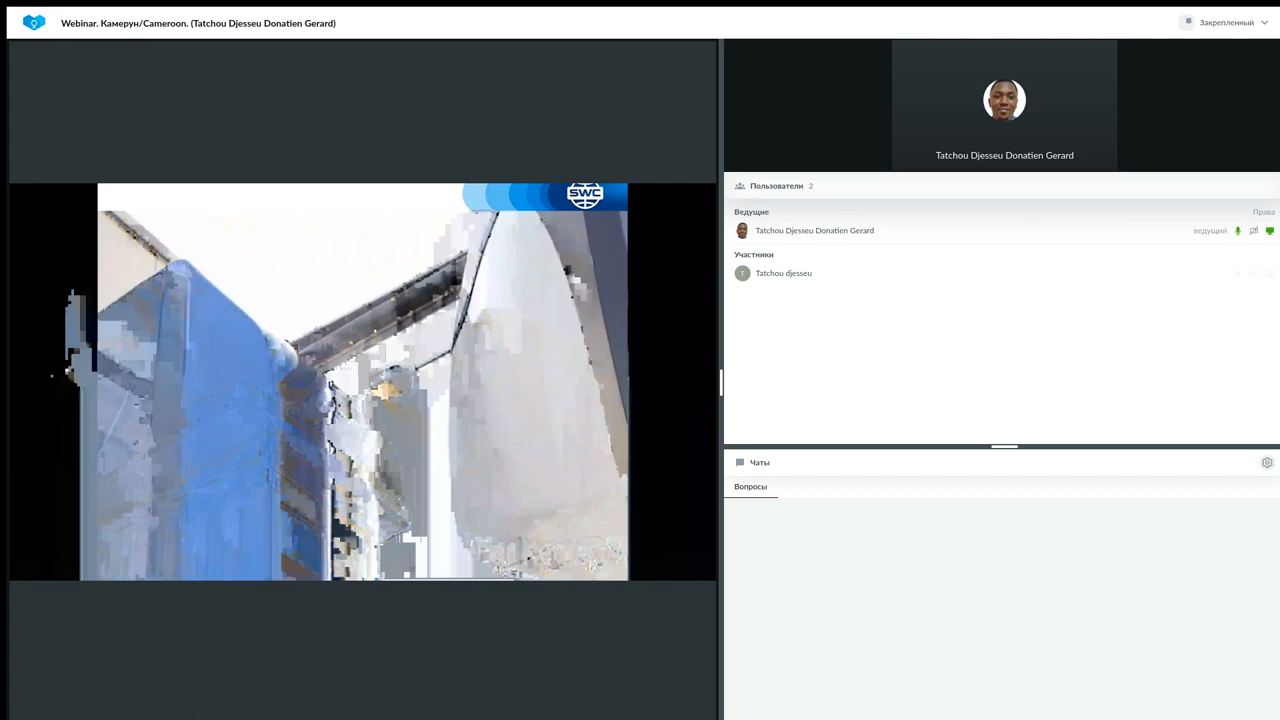 Webinar. Камерун/Cameroon. (Tatchou Djesseu Donatien Gerard)
Закрепленный
SWC
Tatchou Djesseu Donatien Gerard
Пользователи 2
Ведущие Права
Tatchou Djesseu Donatien Gerard ведущий
Участники
T Tatchou djesseu
Чаты
Вопросы